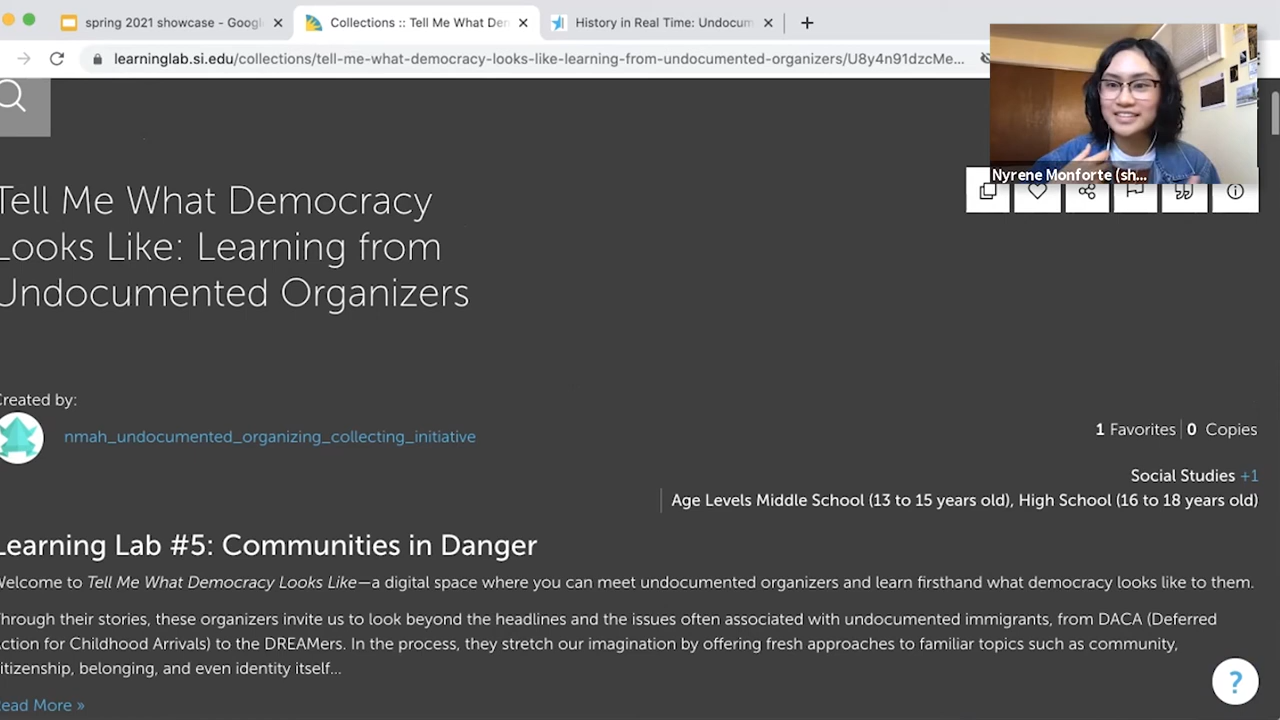 spring 2021 showcase - Googl
Collections :: Tell Me What Den
History in Real Time: Undocum
learninglab.si.edu/collections/tell-me-what-democracy-looks-like-learning-from-undocumented-organizers/U8y4n91dzcMe...
Nyrene Monforte (sh...
Tell Me What Democracy
Looks Like: Learning from
Undocumented Organizers
Created by:
nmah_undocumented_organizing_collecting_initiative
1 Favorites 0 Copies
Social Studies +1
Age Levels Middle School (13 to 15 years old), High School (16 to 18 years old)
Learning Lab #5: Communities in Danger
Welcome to Tell Me What Democracy Looks Like—a digital space where you can meet undocumented organizers and learn firsthand what democracy looks like to them.
Through their stories, these organizers invite us to look beyond the headlines and the issues often associated with undocumented immigrants, from DACA (Deferred
Action for Childhood Arrivals) to the DREAMers. In the process, they stretch our imagination by offering fresh approaches to familiar topics such as community,
citizenship, belonging, and even identity itself...
Read More »
?